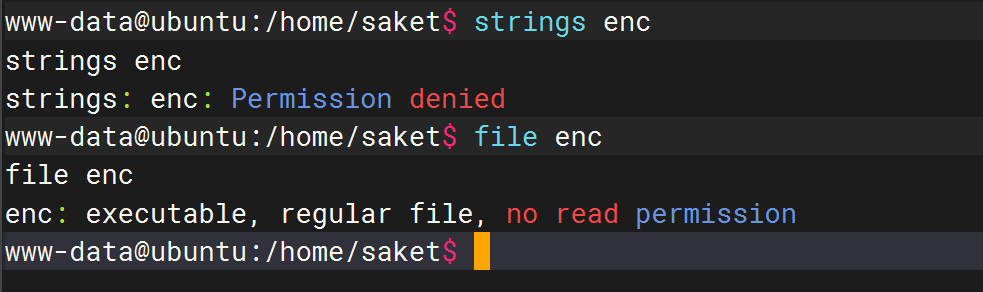 www-data@ubuntu:/home/saket$ strings enc
strings enc
strings: enc: Permission denied
www-data@ubuntu:/home/saket$ file enc
file enc
enc: executable, regular file, no read permission
www-data@ubuntu:/home/saket$